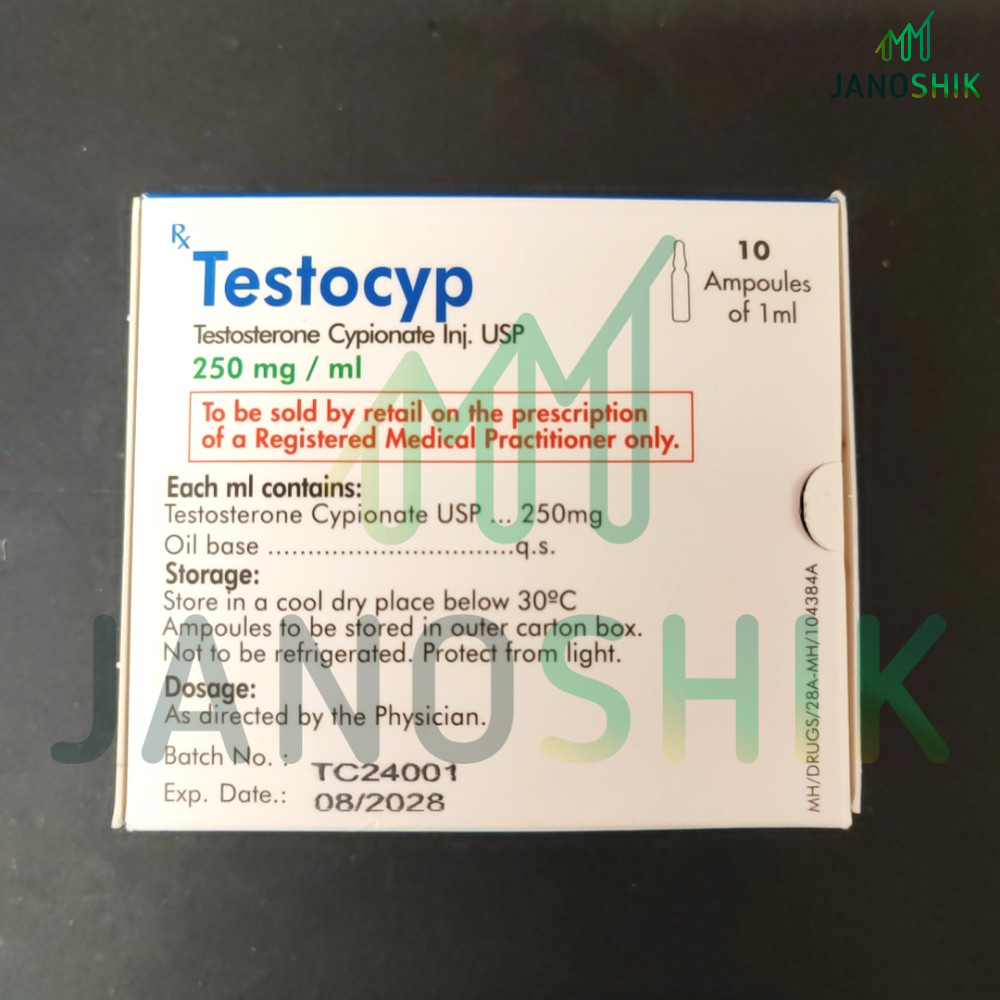 JANOSHIK
Rx
Testocyp
Testosterone Cypionate Inj. USP
250 mg / ml
10
Ampoules
of 1ml
To be sold by retail on the prescription
of a Registered Medical Practitioner only.
Each ml contains:
Testosterone Cypionate USP ... 250mg
Oil base ...............................q.s.
Storage:
Store in a cool dry place below 30ºC
Ampoules to be stored in outer carton box.
Not to be refrigerated. Protect from light.
Dosage:
As directed by the Physician.
Batch No. : TC24001
Exp. Date.: 08/2028
MH/DRUGS/28A-MH/104384A
JANOSHIK